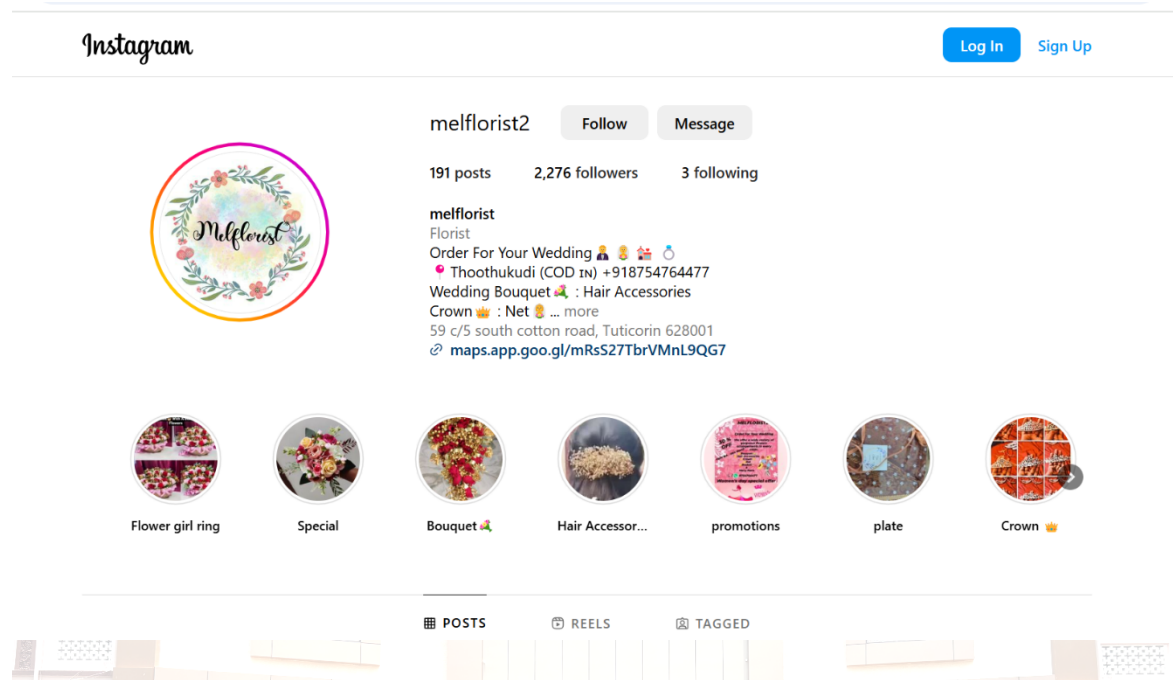 Instagram
Log In
Sign Up
melflorist2
Follow
Message
191 posts
2,276 followers
3 following
melflorist
Florist
Order For Your Wedding 🤵 👰 💒 💍
📍 Thoothukudi (COD ɪɴ) +918754764477
Wedding Bouquet 💐 : Hair Accessories
Crown 👑 : Net 👰 ... more
59 c/5 south cotton road, Tuticorin 628001
maps.app.goo.gl/mRsS27TbrVMnL9QG7
Melflorist
Flower girl ring
Special
Bouquet 💐
Hair Accessor...
promotions
plate
Crown 👑
POSTS
REELS
TAGGED